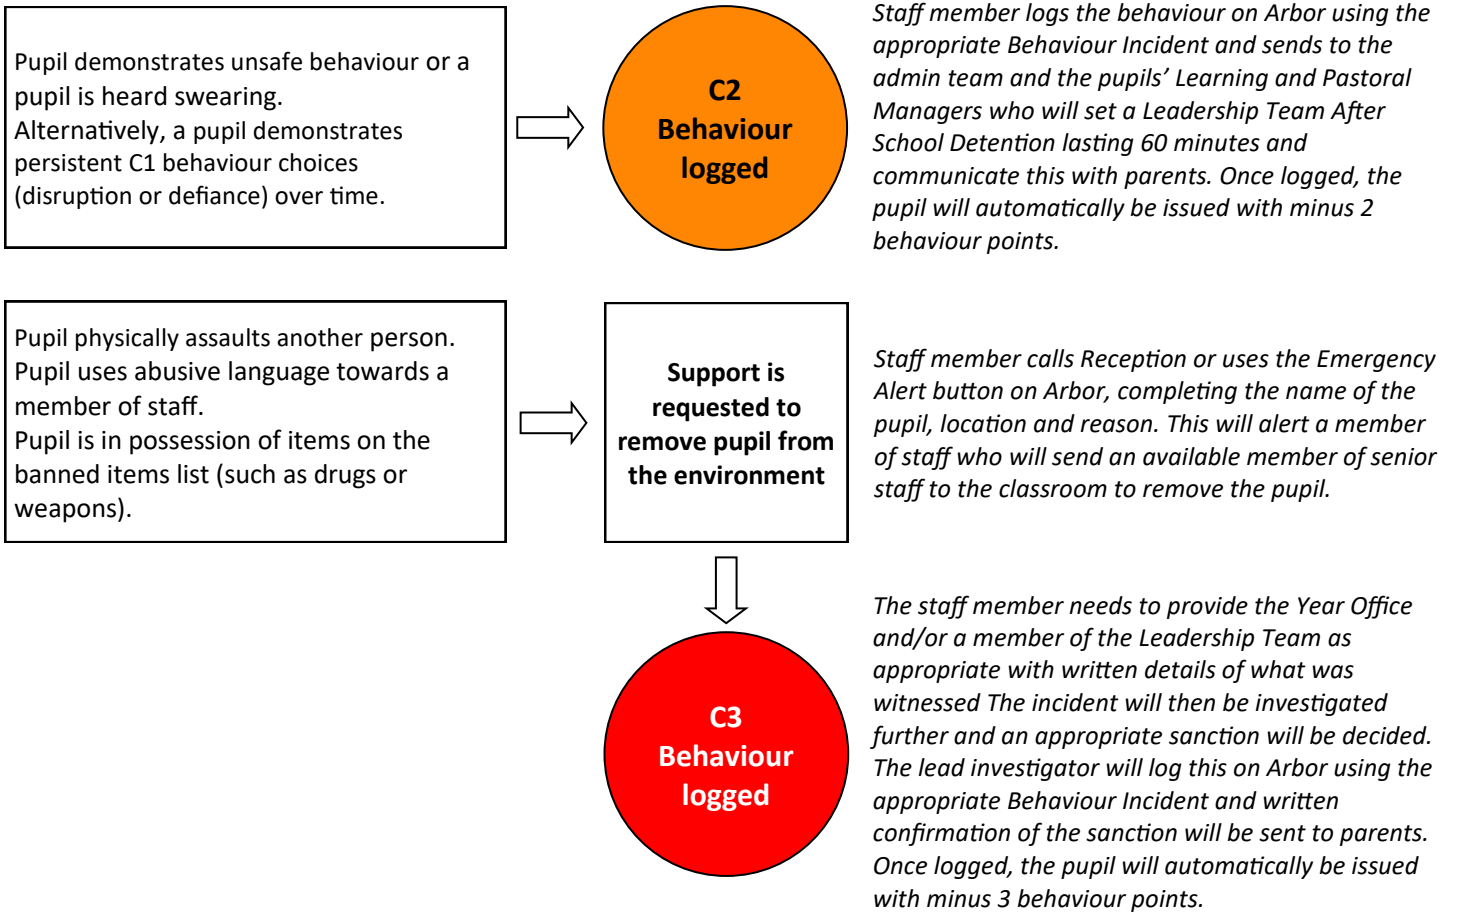 Pupil demonstrates unsafe behaviour or a
pupil is heard swearing.
Alternatively, a pupil demonstrates
persistent C1 behaviour choices
(disruption or defiance) over time.
C2
Behaviour
logged
Staff member logs the behaviour on Arbor using the
appropriate Behaviour Incident and sends to the
admin team and the pupils’ Learning and Pastoral
Managers who will set a Leadership Team After
School Detention lasting 60 minutes and
communicate this with parents. Once logged, the
pupil will automatically be issued with minus 2
behaviour points.
Pupil physically assaults another person.
Pupil uses abusive language towards a
member of staff.
Pupil is in possession of items on the
banned items list (such as drugs or
weapons).
Support is
requested to
remove pupil from
the environment
Staff member calls Reception or uses the Emergency
Alert button on Arbor, completing the name of the
pupil, location and reason. This will alert a member
of staff who will send an available member of senior
staff to the classroom to remove the pupil.
C3
Behaviour
logged
The staff member needs to provide the Year Office
and/or a member of the Leadership Team as
appropriate with written details of what was
witnessed The incident will then be investigated
further and an appropriate sanction will be decided.
The lead investigator will log this on Arbor using the
appropriate Behaviour Incident and written
confirmation of the sanction will be sent to parents.
Once logged, the pupil will automatically be issued
with minus 3 behaviour points.